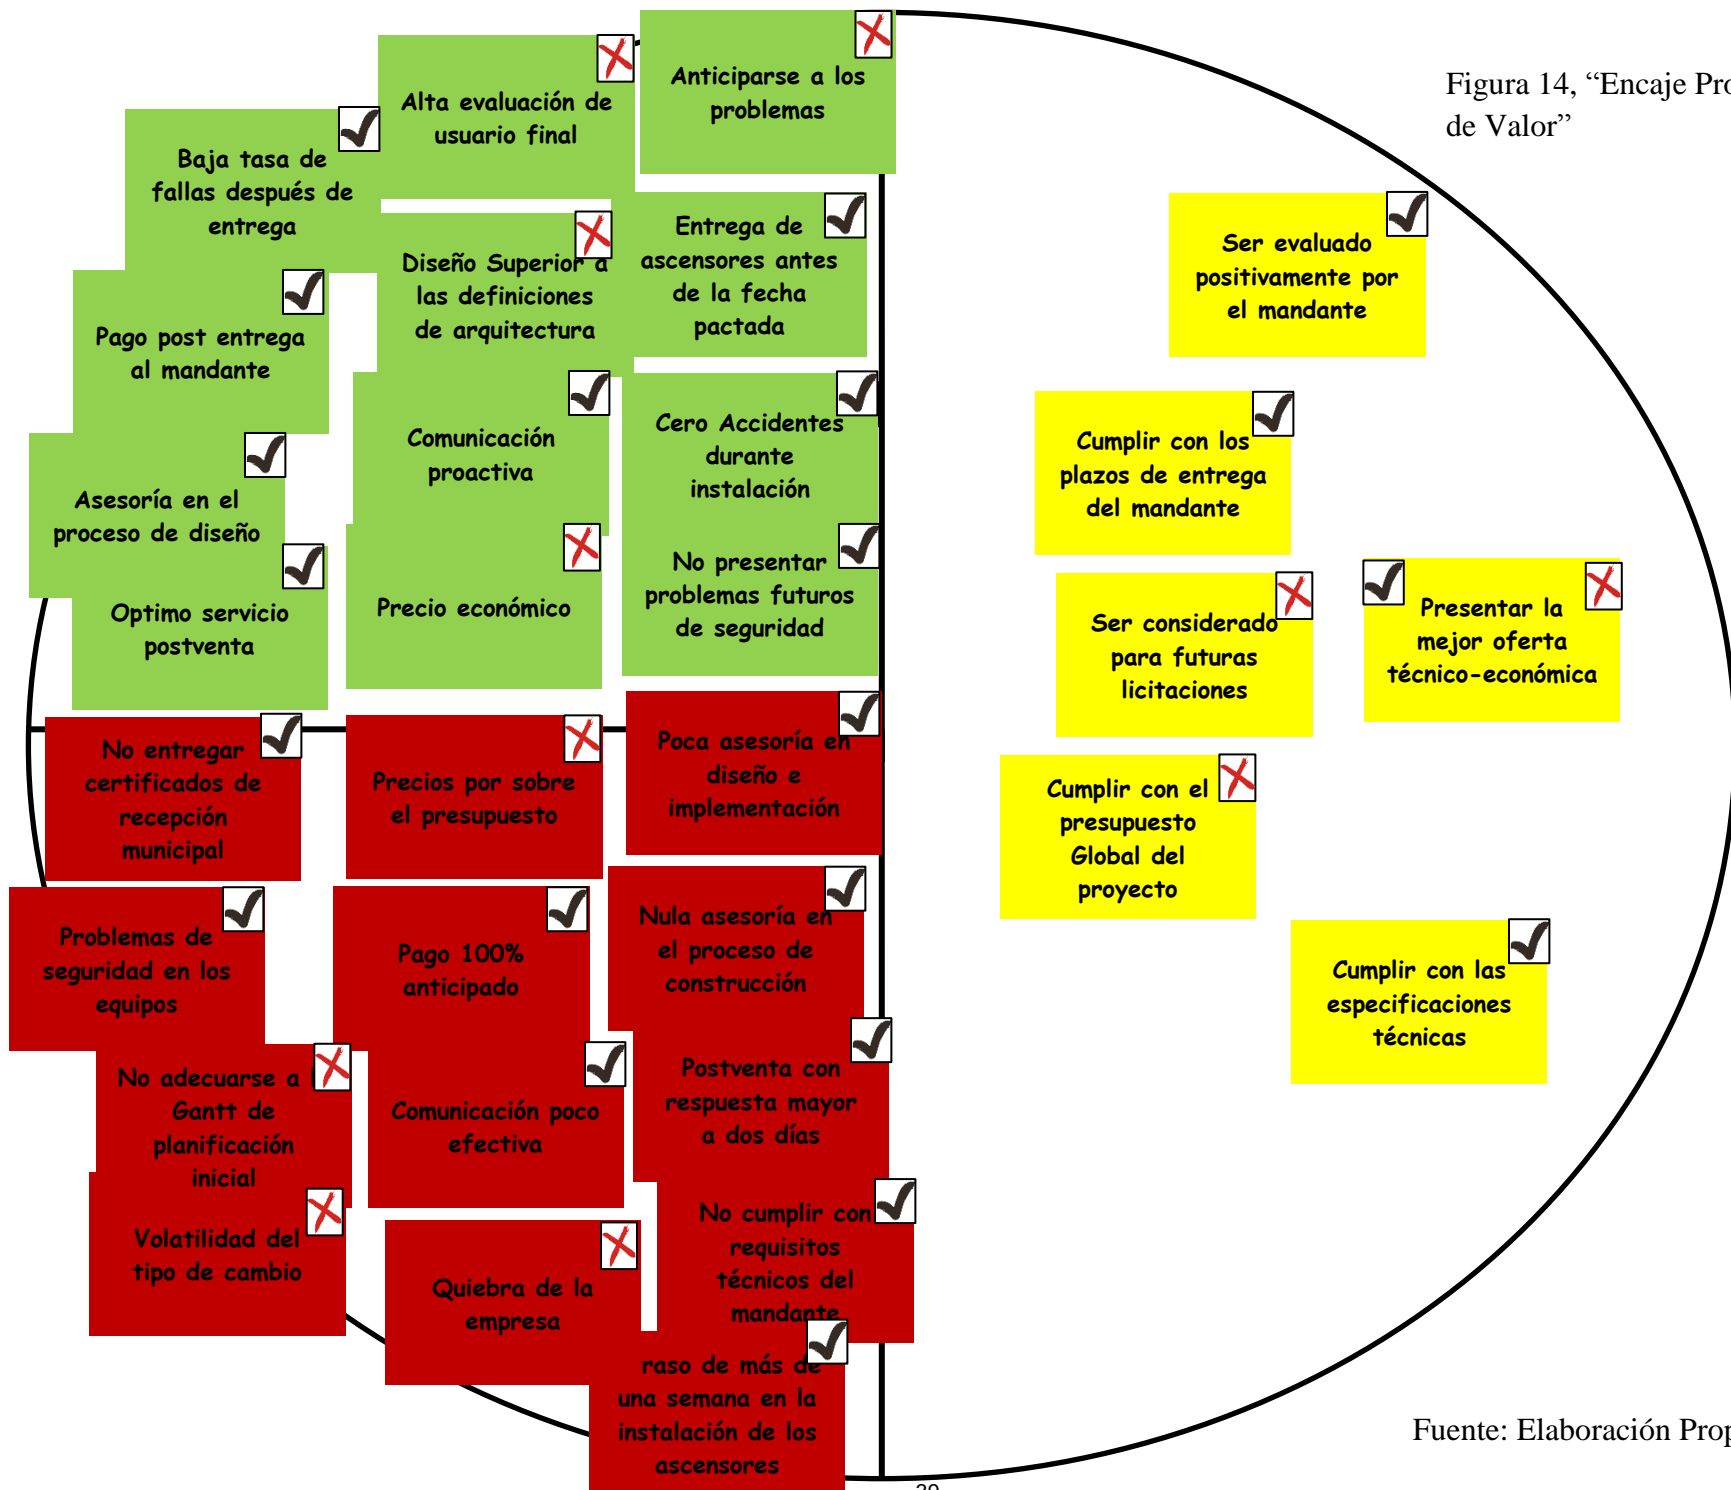 Figura 14, “Encaje Pro
de Valor”
Anticiparse a los
problemas
Alta evaluación de
usuario final
Baja tasa de
fallas después de
entrega
Entrega de
ascensores antes
de la fecha
pactada
Diseño Superior a
las definiciones
de arquitectura
Pago post entrega
al mandante
Cero Accidentes
durante
instalación
Comunicación
proactiva
Asesoría en el
proceso de diseño
No presentar
problemas futuros
de seguridad
Precio económico
Optimo servicio
postventa
No entregar
certificados de
recepción
municipal
Precios por sobre
el presupuesto
Poca asesoría en
diseño e
implementación
Problemas de
seguridad en los
equipos
Pago 100%
anticipado
Nula asesoría en
el proceso de
construcción
No adecuarse a
Gantt de
planificación
inicial
Comunicación poco
efectiva
Postventa con
respuesta mayor
a dos días
Volatilidad del
tipo de cambio
Quiebra de la
empresa
No cumplir con
requisitos
técnicos del
mandante
raso de más de
una semana en la
instalación de los
ascensores
Ser evaluado
positivamente por
el mandante
Cumplir con los
plazos de entrega
del mandante
Ser considerado
para futuras
licitaciones
Presentar la
mejor oferta
técnico-económica
Cumplir con el
presupuesto
Global del
proyecto
Cumplir con las
especificaciones
técnicas
Fuente: Elaboración Prop